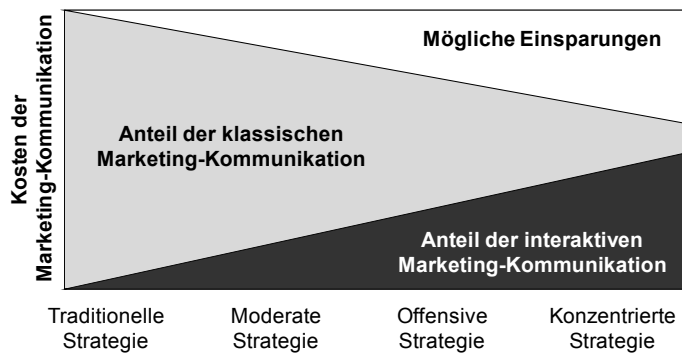 Mögliche Einsparungen
Kosten der
Marketing-Kommunikation
Anteil der klassischen
Marketing-Kommunikation
Anteil der interaktiven
Marketing-Kommunikation
Traditionelle
Strategie
Moderate
Strategie
Offensive
Strategie
Konzentrierte
Strategie